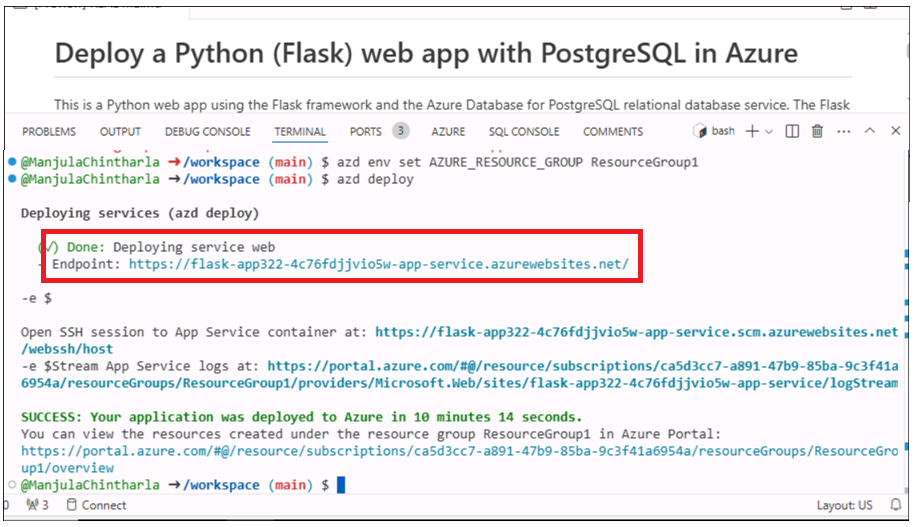 Deploy a Python (Flask) web app with PostgreSQL in Azure
This is a Python web app using the Flask framework and the Azure Database for PostgreSQL relational database service. The Flask
PROBLEMS OUTPUT DEBUG CONSOLE TERMINAL PORTS 3 AZURE SQL CONSOLE COMMENTS bash
@ManjulaChintharla ➜/workspace (main) $ azd env set AZURE_RESOURCE_GROUP ResourceGroup1
@ManjulaChintharla ➜/workspace (main) $ azd deploy
Deploying services (azd deploy)
(✓) Done: Deploying service web
- Endpoint: https://flask-app322-4c76fdjjvio5w-app-service.azurewebsites.net/
-e $
Open SSH session to App Service container at: https://flask-app322-4c76fdjjvio5w-app-service.scm.azurewebsites.net
/webssh/host
-e $Stream App Service logs at: https://portal.azure.com/#@/resource/subscriptions/ca5d3cc7-a891-47b9-85ba-9c3f41a
6954a/resourceGroups/ResourceGroup1/providers/Microsoft.Web/sites/flask-app322-4c76fdjjvio5w-app-service/logStream
SUCCESS: Your application was deployed to Azure in 10 minutes 14 seconds.
You can view the resources created under the resource group ResourceGroup1 in Azure Portal:
https://portal.azure.com/#@/resource/subscriptions/ca5d3cc7-a891-47b9-85ba-9c3f41a6954a/resourceGroups/ResourceGro
up1/overview
@ManjulaChintharla ➜/workspace (main) $
0 3 Connect Layout: US